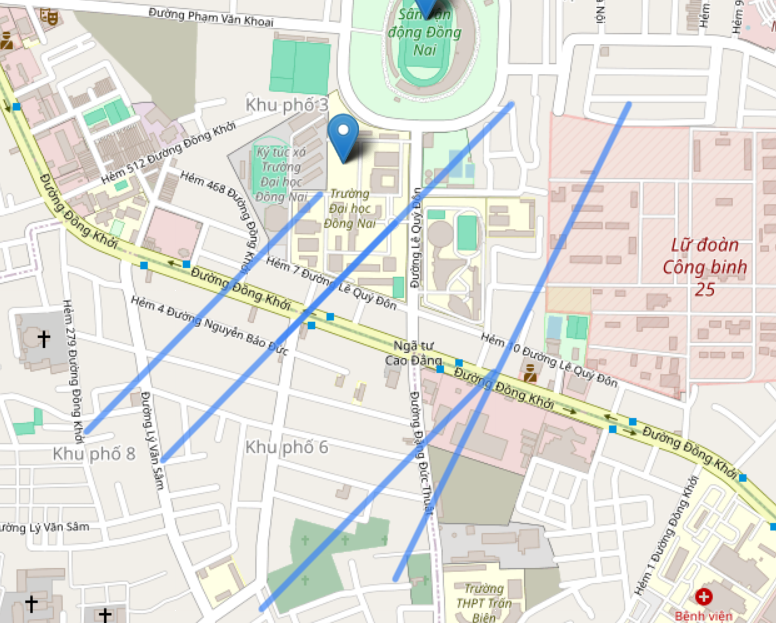 Đường Phạm Văn Khoai
Sân vận
động Đồng
Nai
Khu phố 3
Hẻm 512 Đường Đồng Khởi
Ký túc xá
Trường
Đại học
Đồng Nai
Hẻm 468 Đường Đồng Khởi
Trường
Đại học
Đồng Nai
Đường Lê Quý Đôn
Đường Đồng Khởi
Lữ đoàn
Công binh
25
Hẻm 7 Đường Lê Quý Đôn
Đường Đồng Khởi
Hẻm 4 Đường Nguyễn Bảo Đức
Hẻm 279 Đường Đồng Khởi
Ngã tư
Cao Đẳng
Hẻm 10 Đường Lê Quý Đôn
Đường Đồng Khởi
Đường Lý Văn Sâm
Đường Đặng Đức Thuật
Đường Đồng Khởi
Khu phố 8
Khu phố 6
Hẻm 1 Đường Đồng Khởi
ường Lý Văn Sâm
Trường
THPT Trấn
Biên
Bệnh viện